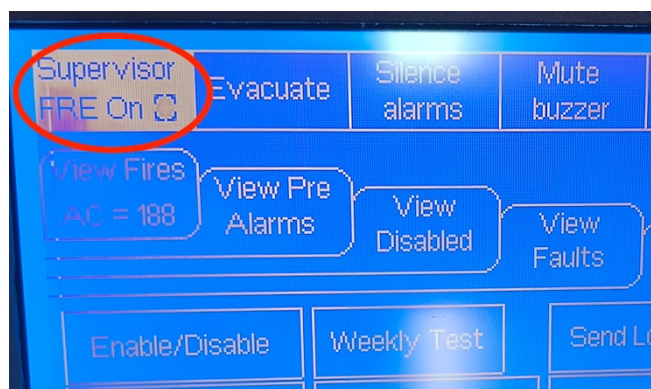 Supervisor
FRE On
Evacuate
Silence
alarms
Mute
buzzer
View Fires
AC = 188
View Pre
Alarms
View
Disabled
View
Faults
Enable/Disable
Weekly Test
Send